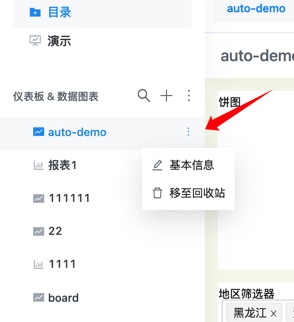 目录
auto-demo
演示
auto-demo
仪表板 & 数据图表
饼图
auto-demo
报表1
基本信息
111111
移至回收站
22
1111
board
地区筛选器
黑龙江 x